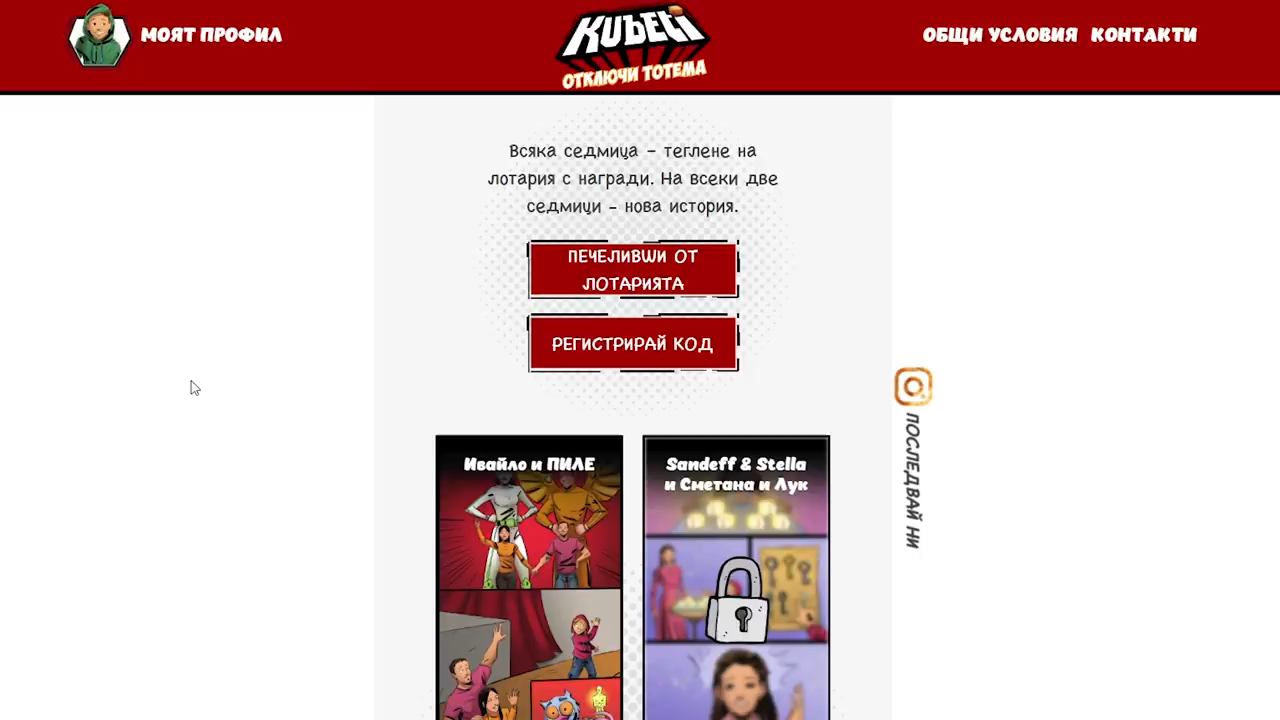 МОЯТ ПРОФИЛ
КUBETI
ОТКЛЮЧИ ТОТЕМА
ОБЩИ УСЛОВИЯ КОНТАКТИ
Всяка седмица – теглене на
лотария с награди. На всеки две
седмици - нова история.
ПЕЧЕЛИВШИ ОТ
ЛОТАРИЯТА
РЕГИСТРИРАЙ КОД
ПОСЛЕДВАЙ НИ
Ивайло и ПИЛЕ
Sandeff & Stella
и Сметана и Лук